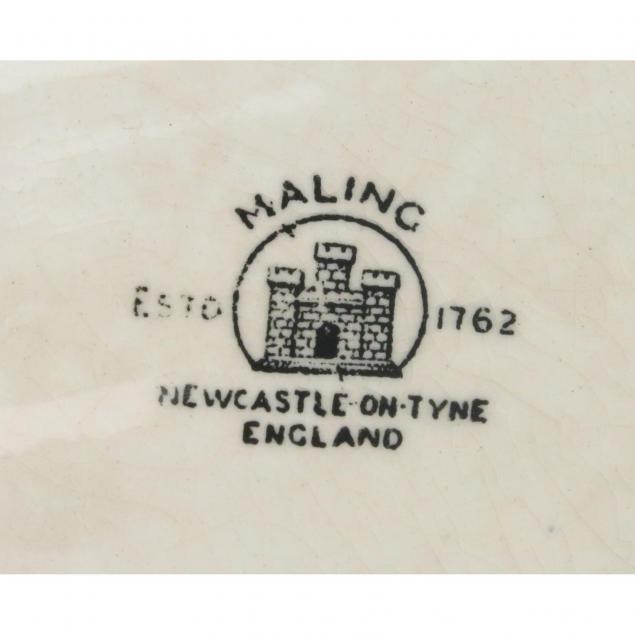 MALING
ESTD 1762
NEWCASTLE-ON-TYNE
ENGLAND